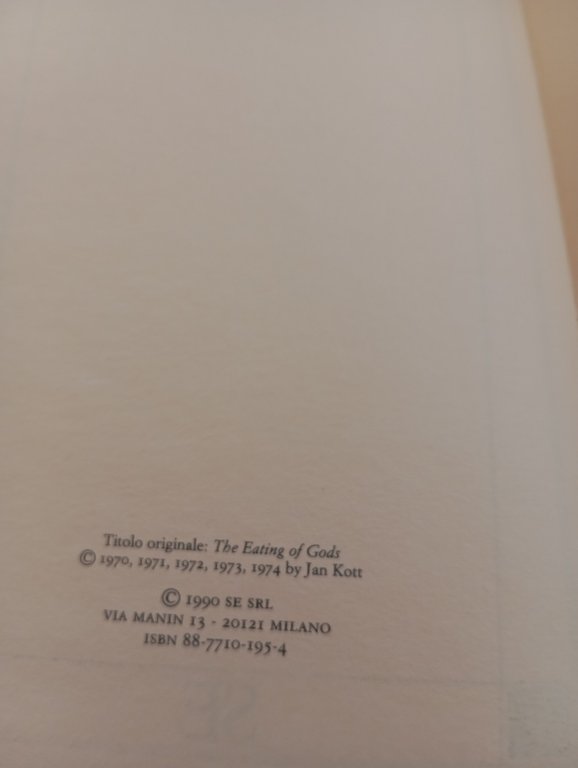 Titolo originale: The Eating of Gods
© 1970, 1971, 1972, 1973, 1974 by Jan Kott
© 1990 SE SRL
VIA MANIN 13 - 20121 MILANO
ISBN 88-7710-195-4